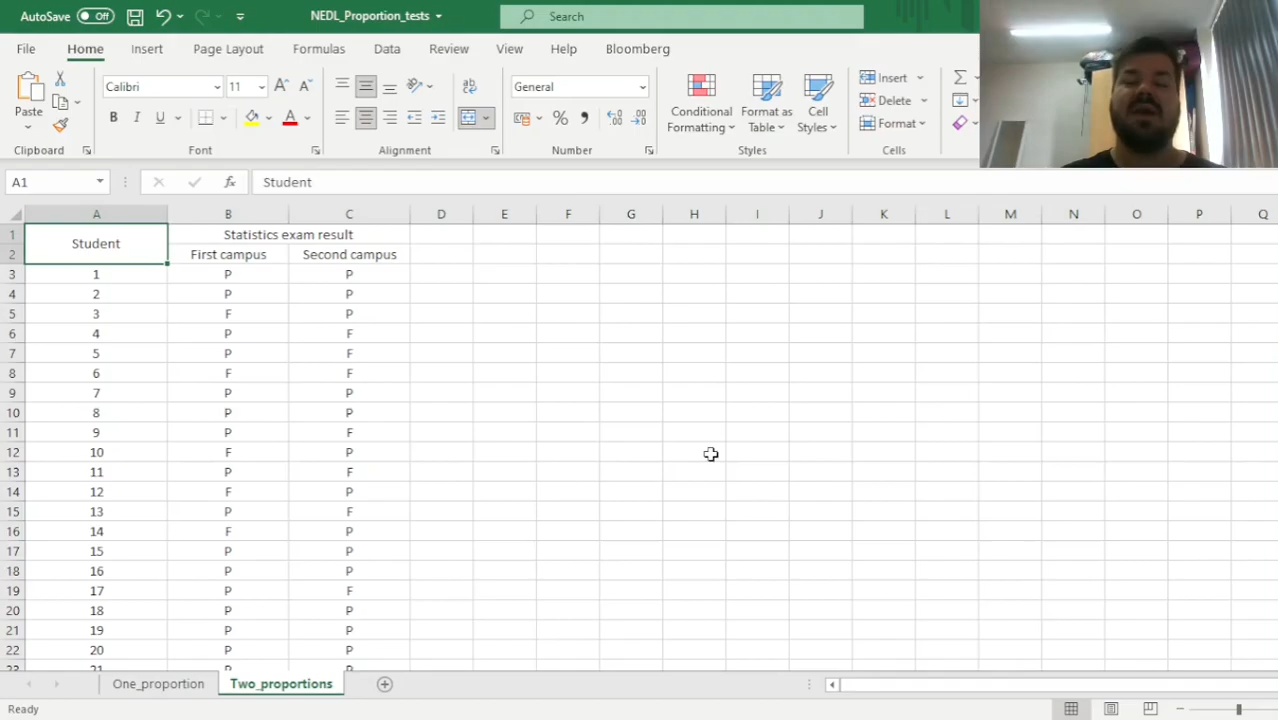 AutoSave Off NEDL_Proportion_tests Search
File Home Insert Page Layout Formulas Data Review View Help Bloomberg
Calibri 11 A A ab General Insert
Paste B I U A % , Conditional Formatting Format as Table Cell Styles Delete
Format
Clipboard Font Alignment Number Styles Cells
A1 fx Student
A B C D E F G H I J K L M N O P Q
1 Student Statistics exam result
2 First campus Second campus
3 1 P P
4 2 P P
5 3 F P
6 4 P F
7 5 P F
8 6 F F
9 7 P P
10 8 P P
11 9 P F
12 10 F P
13 11 P F
14 12 F P
15 13 P F
16 14 F P
17 15 P P
18 16 P P
19 17 P F
20 18 P P
21 19 P P
22 20 P P
23 21 P P
One_proportion Two_proportions
Ready